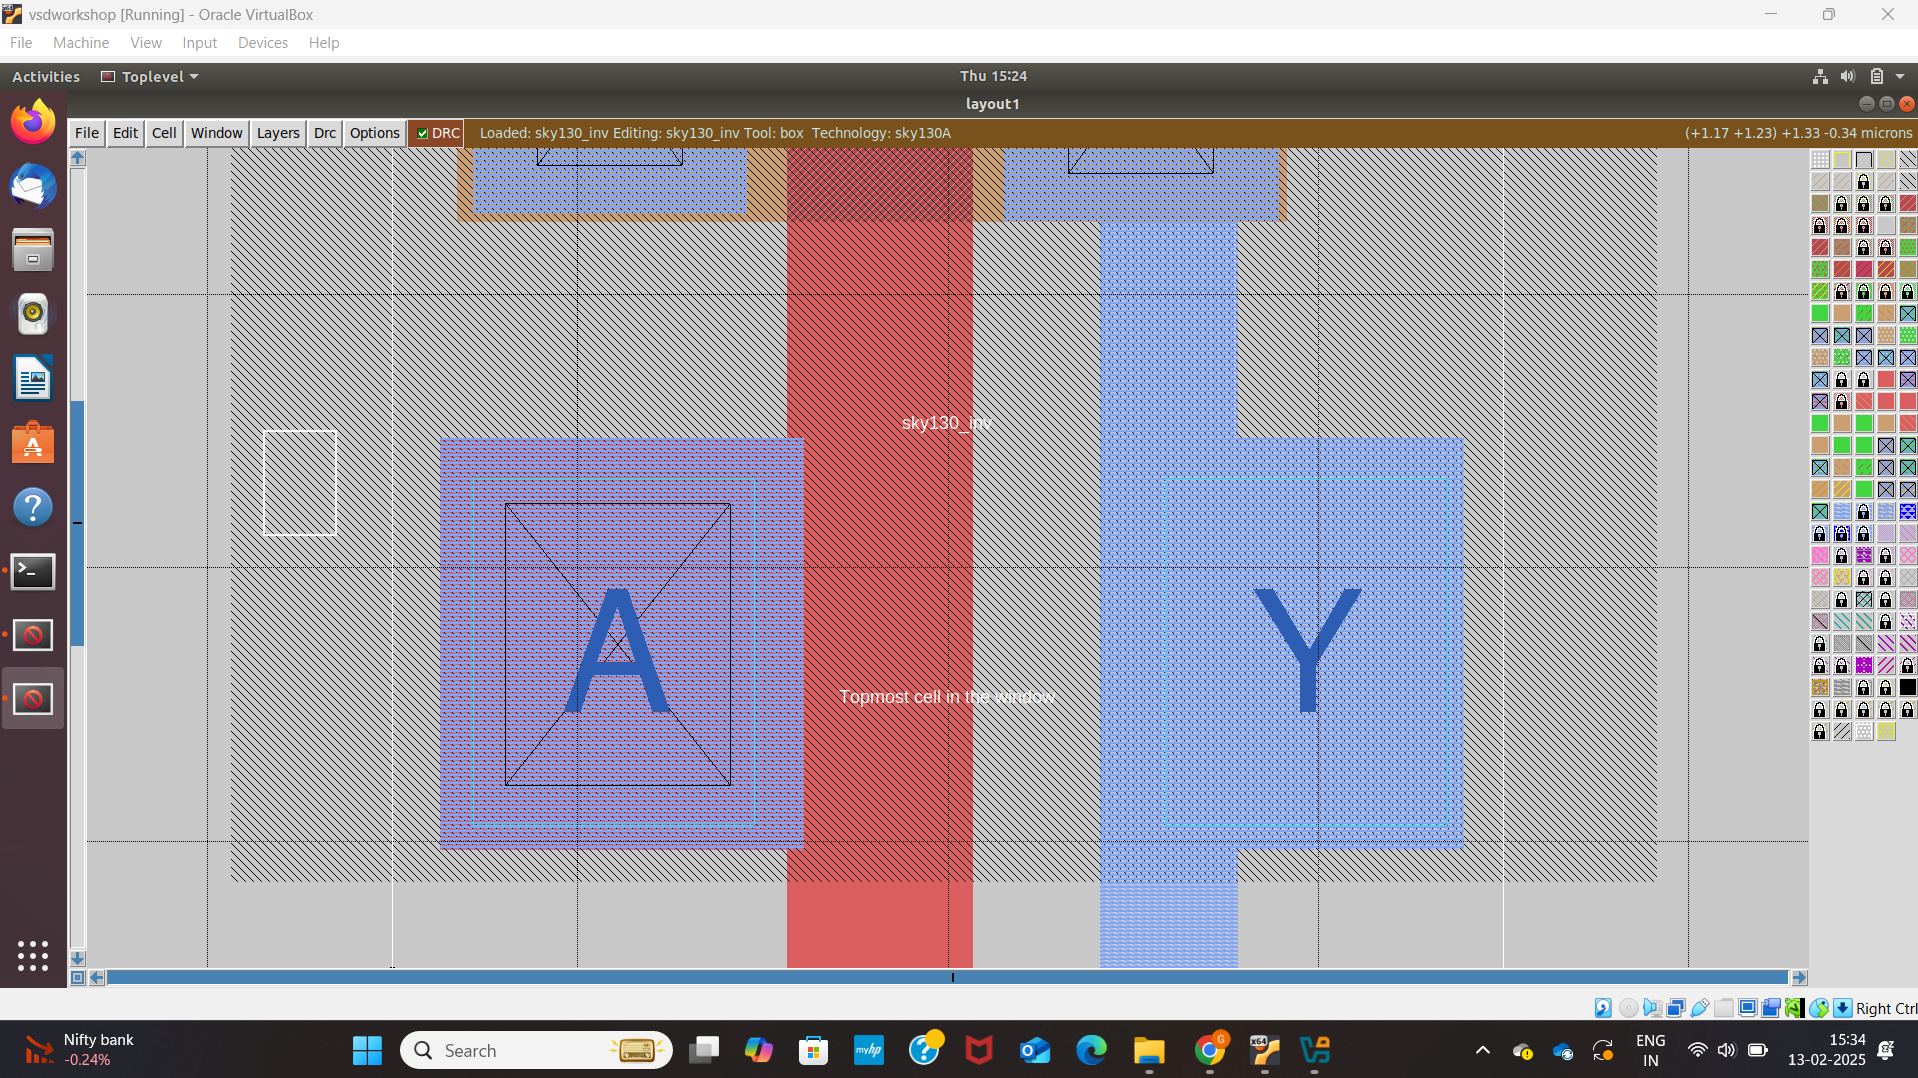 vsdworkshop [Running] - Oracle VirtualBox
File Machine View Input Devices Help
Activities Toplevel Thu 15:24
layout1
File Edit Cell Window Layers Drc Options DRC Loaded: sky130_inv Editing: sky130_inv Tool: box Technology: sky130A (+1.17 +1.23) +1.33 -0.34 microns
sky130_inv
A
Y
Topmost cell in the window
Right Ctrl
Nifty bank
-0.24%
Search
myhp
x64
G
ENG
IN
15:34
13-02-2025